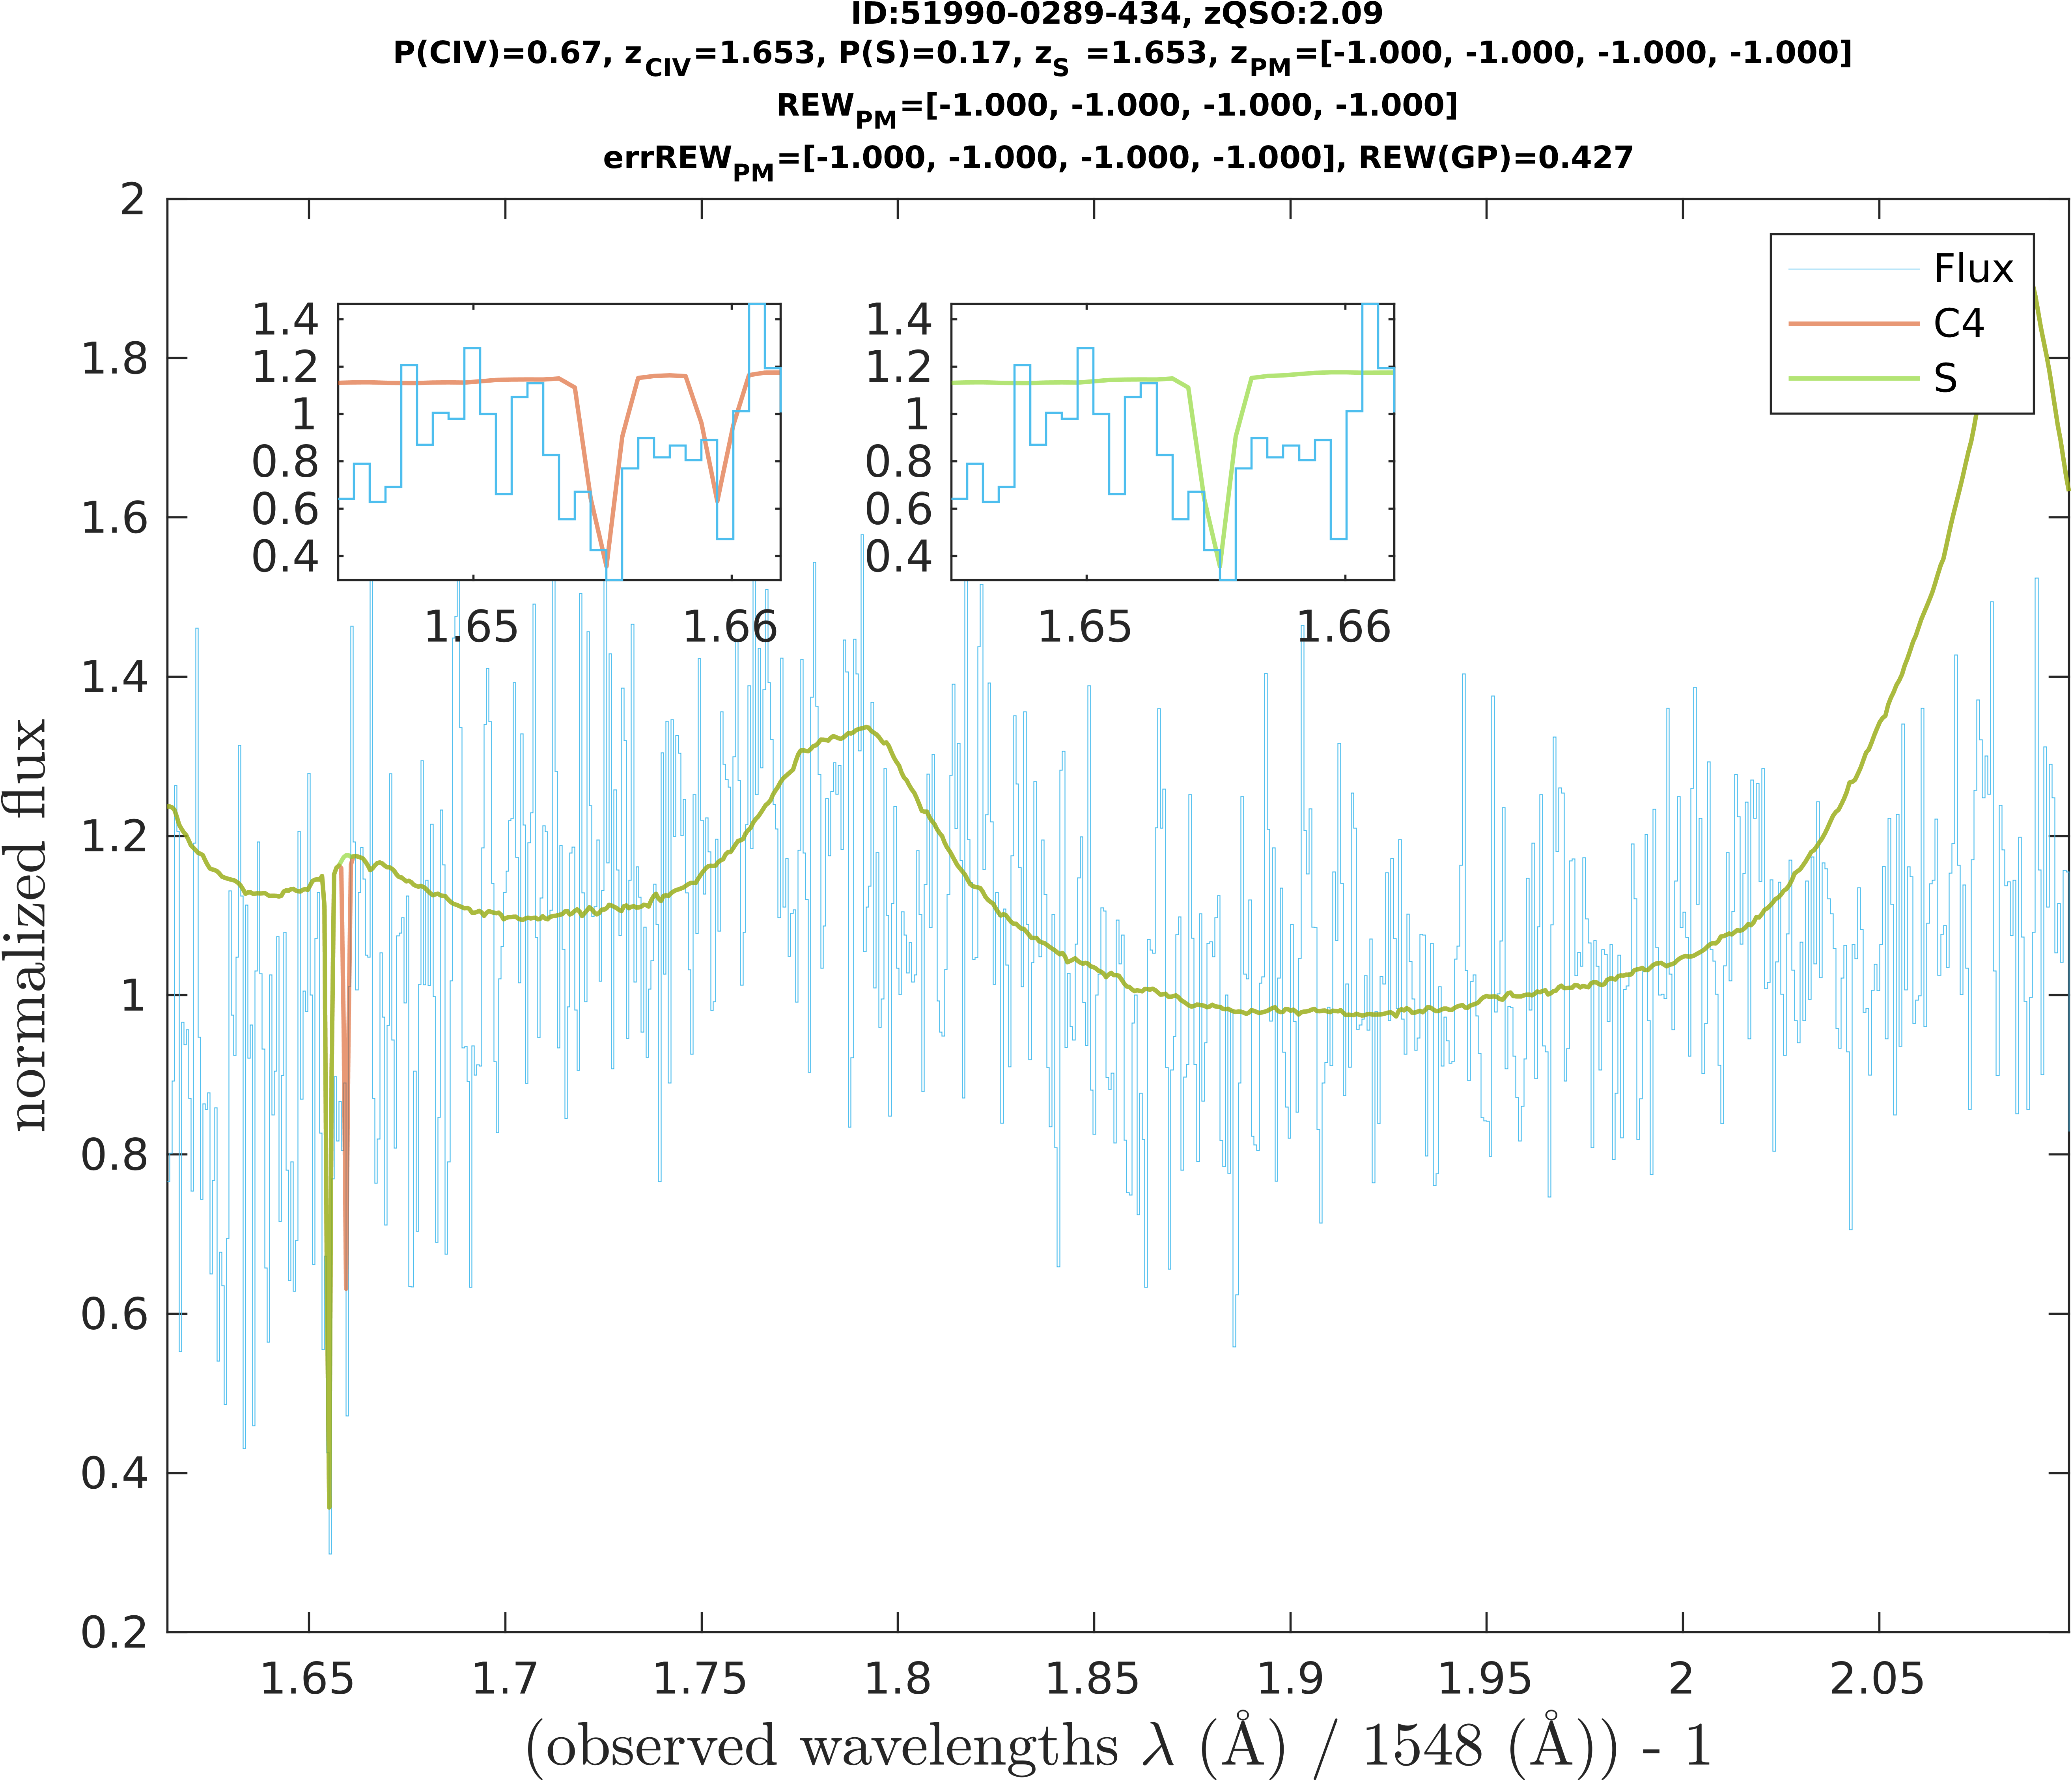 ID:51990-0289-434, zQSO:2.09
P(CIV)=0.67, zCIV=1.653, P(S)=0.17, zS =1.653, zPM=[-1.000, -1.000, -1.000, -1.000]
REWPM=[-1.000, -1.000, -1.000, -1.000]
errREWPM=[-1.000, -1.000, -1.000, -1.000], REW(GP)=0.427
2
1.8
1.6
1.4
1.2
1
0.8
0.6
0.4
0.2
normalized flux
1.4
1.2
1
0.8
0.6
0.4
1.65 1.66
1.4
1.2
1
0.8
0.6
0.4
1.65 1.66
Flux
C4
S
1.65 1.7 1.75 1.8 1.85 1.9 1.95 2 2.05
(observed wavelengths λ (Å) / 1548 (Å)) - 1